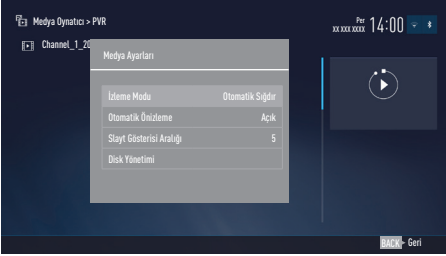 Medya Oynatıcı > PVR
Per
xx xxx xxxx 14:00
Channel_1_20
Medya Ayarları
İzleme Modu Otomatik Sığdır
Otomatik Önizleme Açık
Slayt Gösterisi Aralığı 5
Disk Yönetimi
BACK Geri